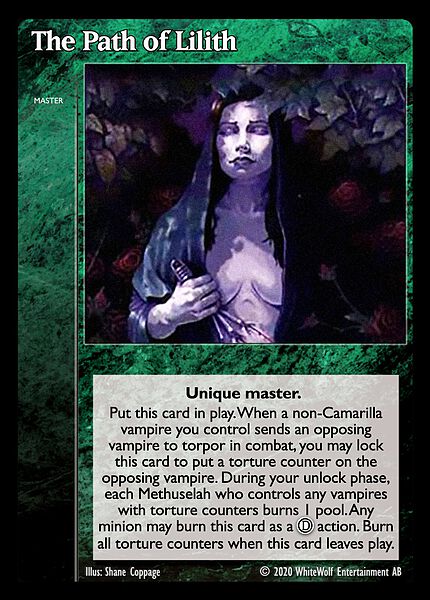 The Path of Lilith
MASTER
Unique master.
Put this card in play.When a non-Camarilla
vampire you control sends an opposing
vampire to torpor in combat, you may lock
this card to put a torture counter on the
opposing vampire. During your unlock phase,
each Methuselah who controls any vampires
with torture counters burns 1 pool. Any
minion may burn this card as a Ⓓ action. Burn
all torture counters when this card leaves play.
Illus: Shane Coppage
© 2020 WhiteWolf Entertainment AB